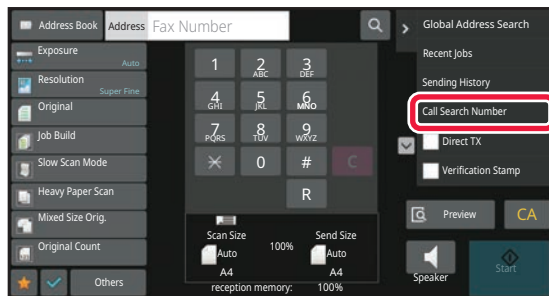 Address Book
Address
Fax Number
Global Address Search
Exposure
Auto
Resolution
Super Fine
Original
Job Build
Slow Scan Mode
Heavy Paper Scan
Mixed Size Orig.
Original Count
Others
1
2
ABC
3
DEF
4
GHI
5
JKL
6
MNO
7
PQRS
8
TUV
9
WXYZ
0
#
C
R
Scan Size
Send Size
Auto
100%
Auto
A4
A4
reception memory: 100%
Recent Jobs
Sending History
Call Search Number
Direct TX
Verification Stamp
Preview
CA
Speaker
Start